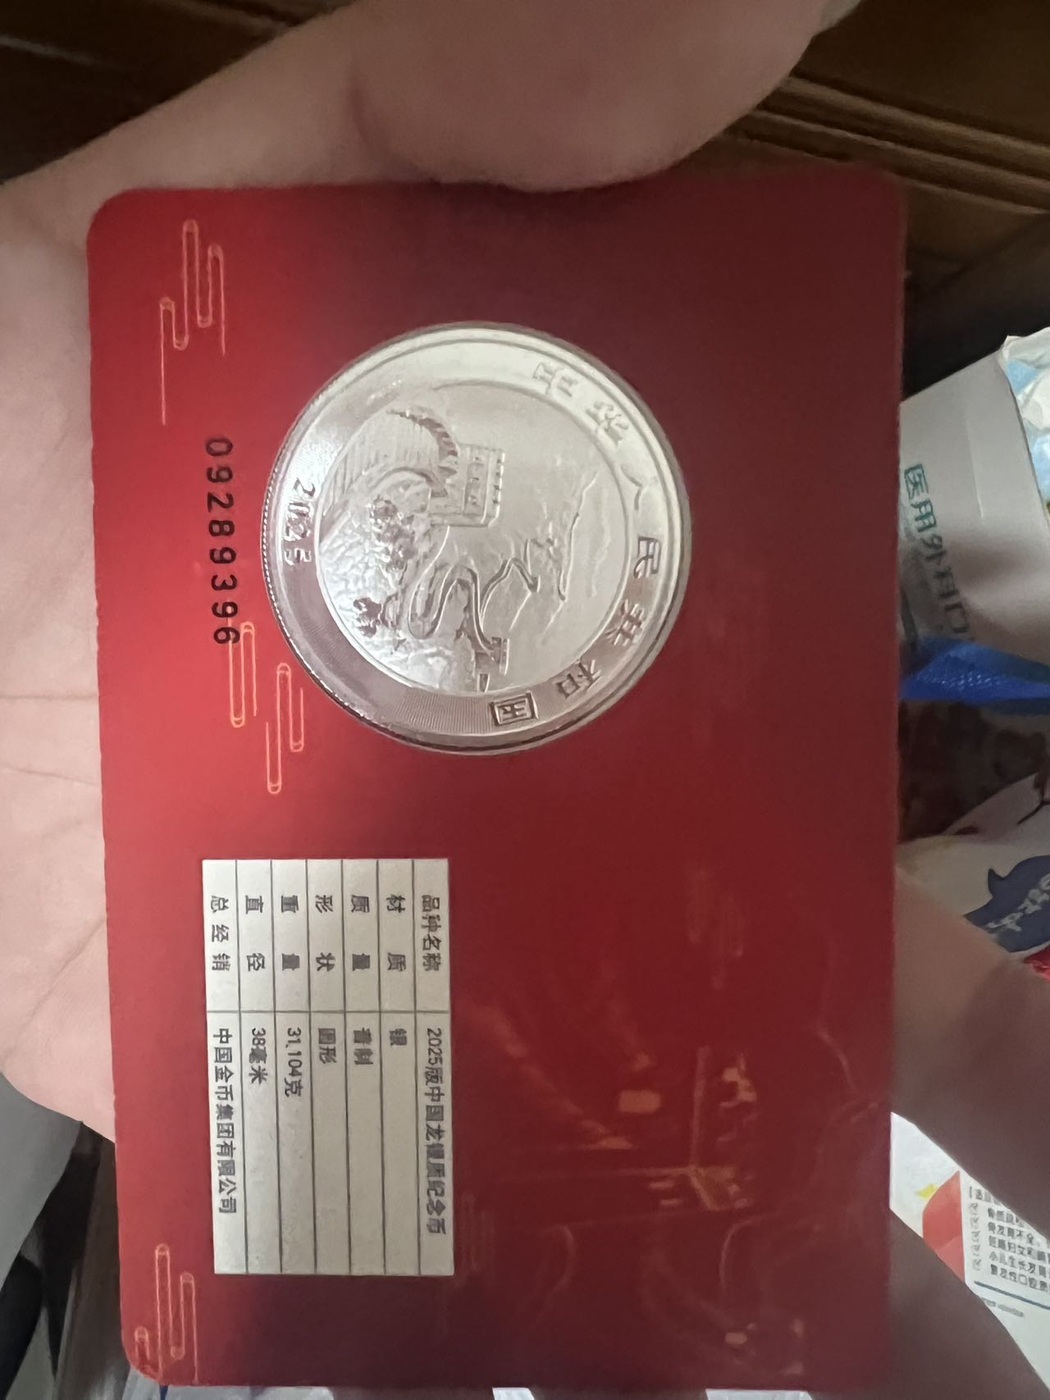 中华人民共和国
2025
092893396
品种名称 2025版中国龙银质纪念币
材质 银
质量 普制
形状 圆形
重量 31.104克
直径 38毫米
总经销 中国金币集团有限公司
医用外科口